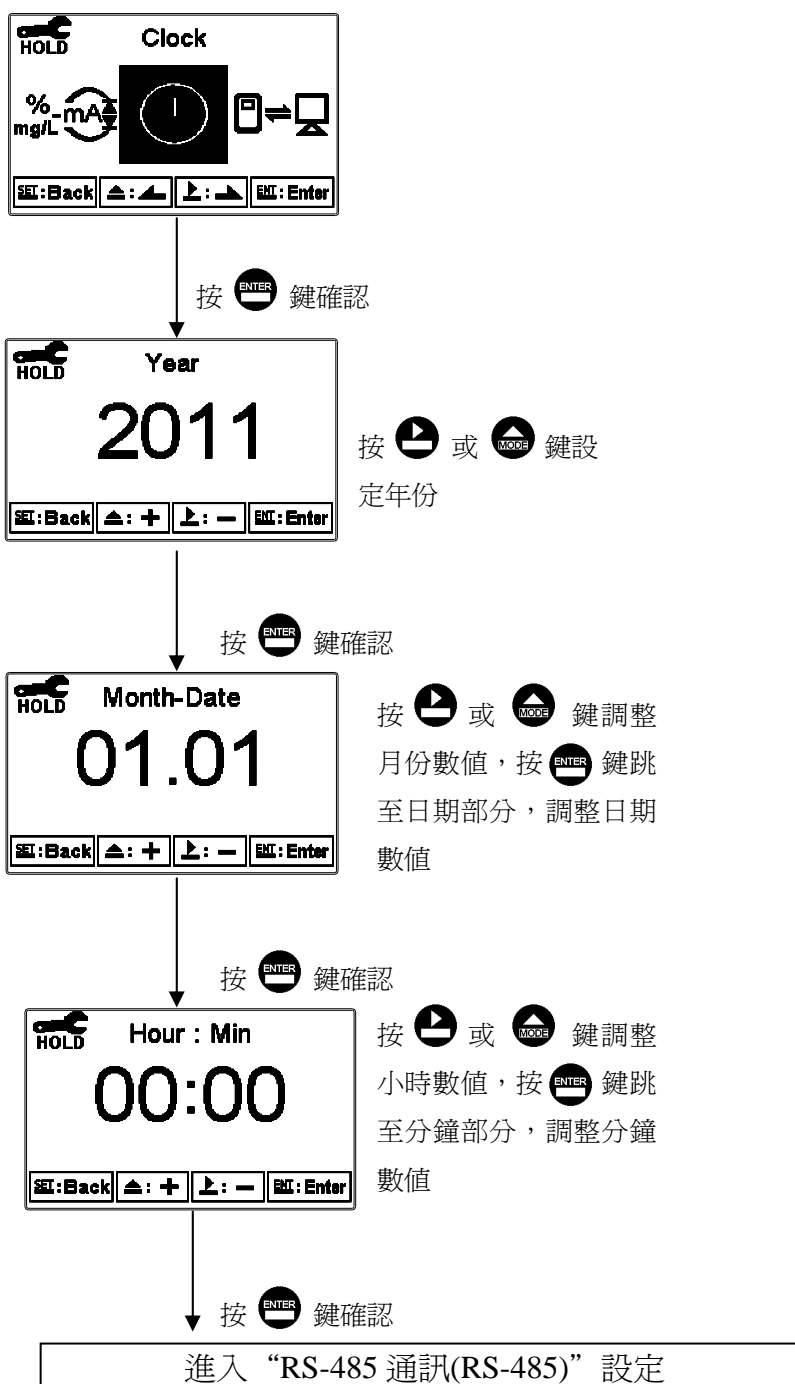 HOLD Clock
%
mg/L mA
SET:Back ▲: ▶: ENT:Enter
按 ENTER 鍵確認
HOLD Year
2011
SET:Back ▲: + ▶: — ENT:Enter
按 或 MODE 鍵設
定年份
按 ENTER 鍵確認
HOLD Month-Date
01.01
SET:Back ▲: + ▶: — ENT:Enter
按 或 MODE 鍵調整
月份數值,按 ENTER 鍵跳
至日期部分,調整日期
數值
按 ENTER 鍵確認
HOLD Hour : Min
00:00
SET:Back ▲: + ▶: — ENT:Enter
按 或 MODE 鍵調整
小時數值,按 ENTER 鍵跳
至分鐘部分,調整分鐘
數值
按 ENTER 鍵確認
進入“RS-485 通訊(RS-485)”設定